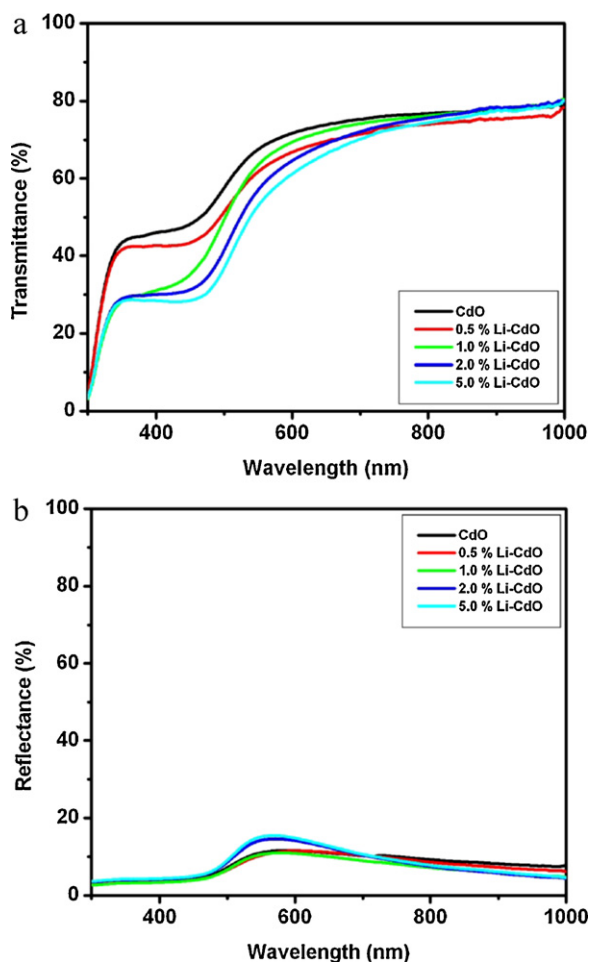 a
100
80
60
40
20
0
Transmittance (%)
CdO
0.5 % Li-CdO
1.0 % Li-CdO
2.0 % Li-CdO
5.0 % Li-CdO
400 600 800 1000
Wavelength (nm)
b
100
80
60
40
20
0
Reflectance (%)
CdO
0.5 % Li-CdO
1.0 % Li-CdO
2.0 % Li-CdO
5.0 % Li-CdO
400 600 800 1000
Wavelength (nm)